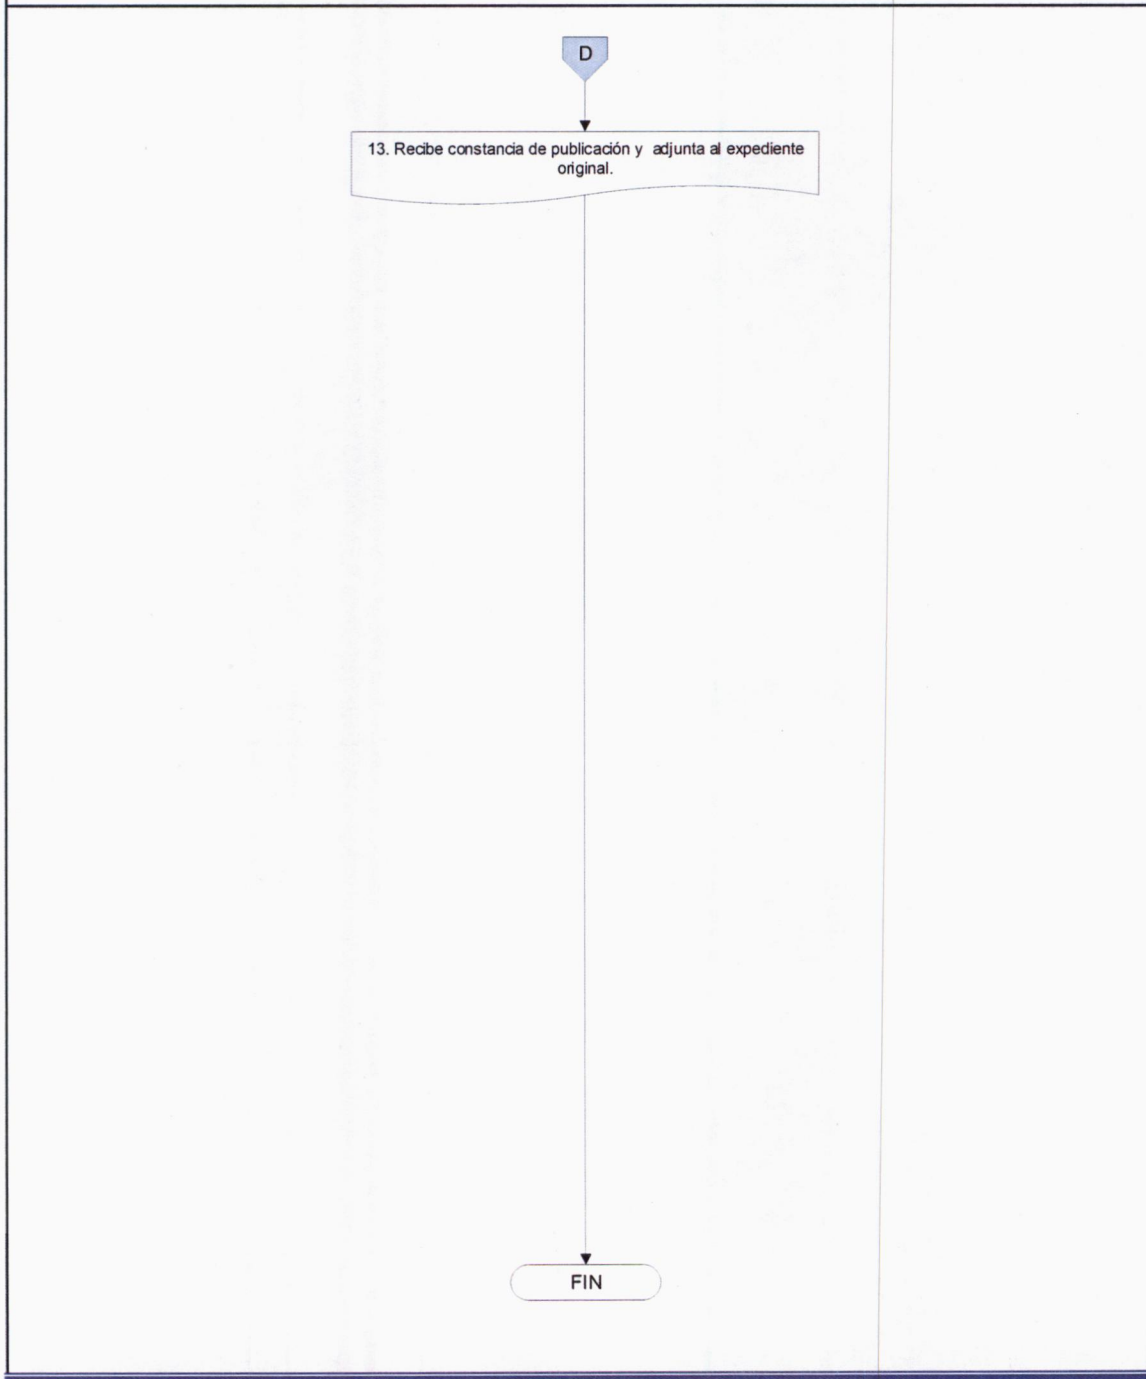 D
13. Recibe constancia de publicación y adjunta al expediente
original.
FIN